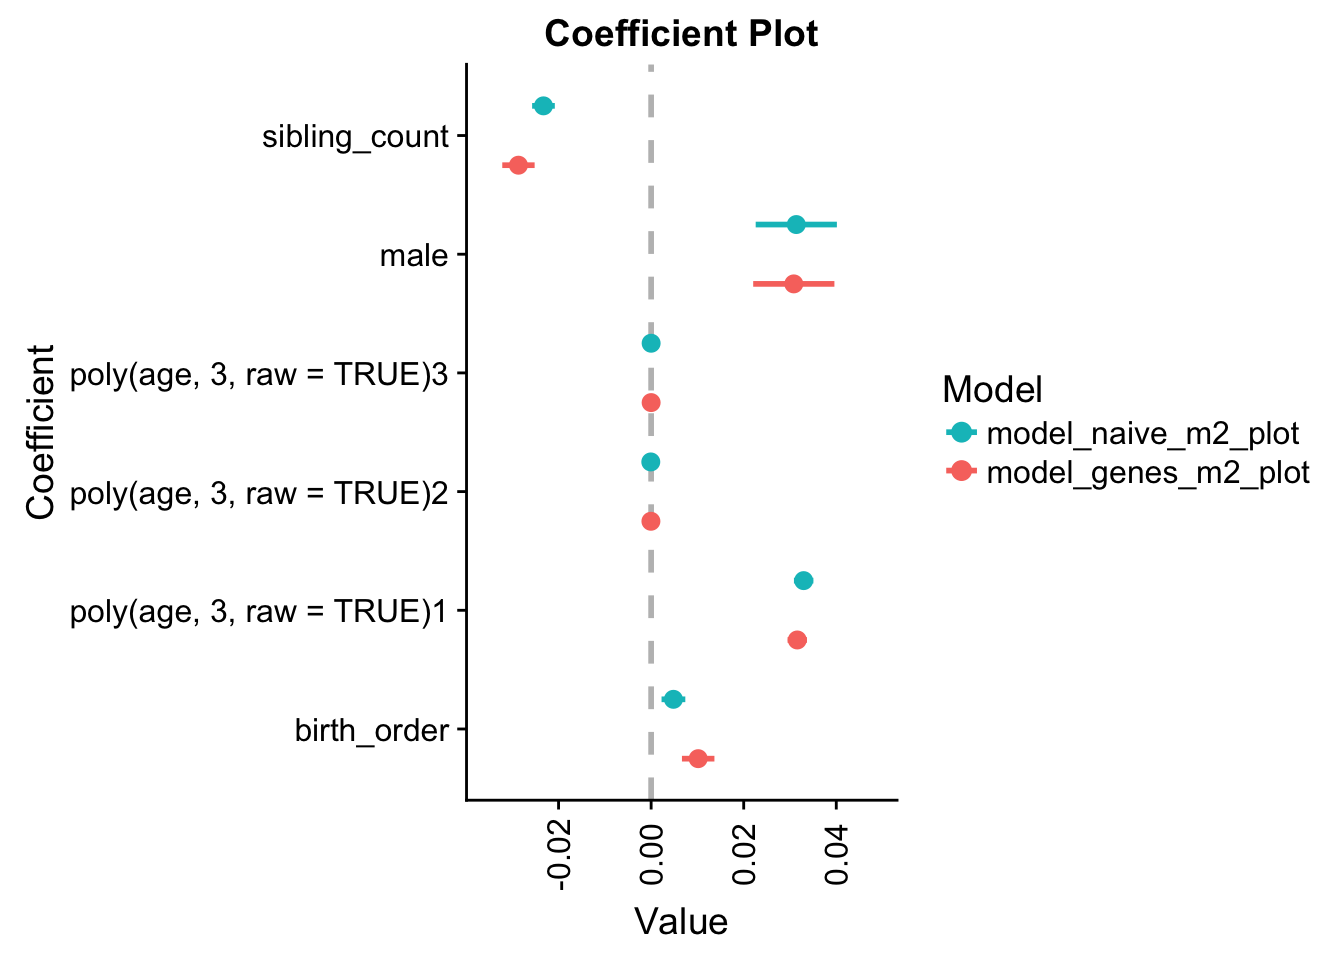 Coefficient Plot
Coefficient
sibling_count
male
poly(age, 3, raw = TRUE)3
poly(age, 3, raw = TRUE)2
poly(age, 3, raw = TRUE)1
birth_order
-0.02
0.00
0.02
0.04
Value
Model
model_naive_m2_plot
model_genes_m2_plot